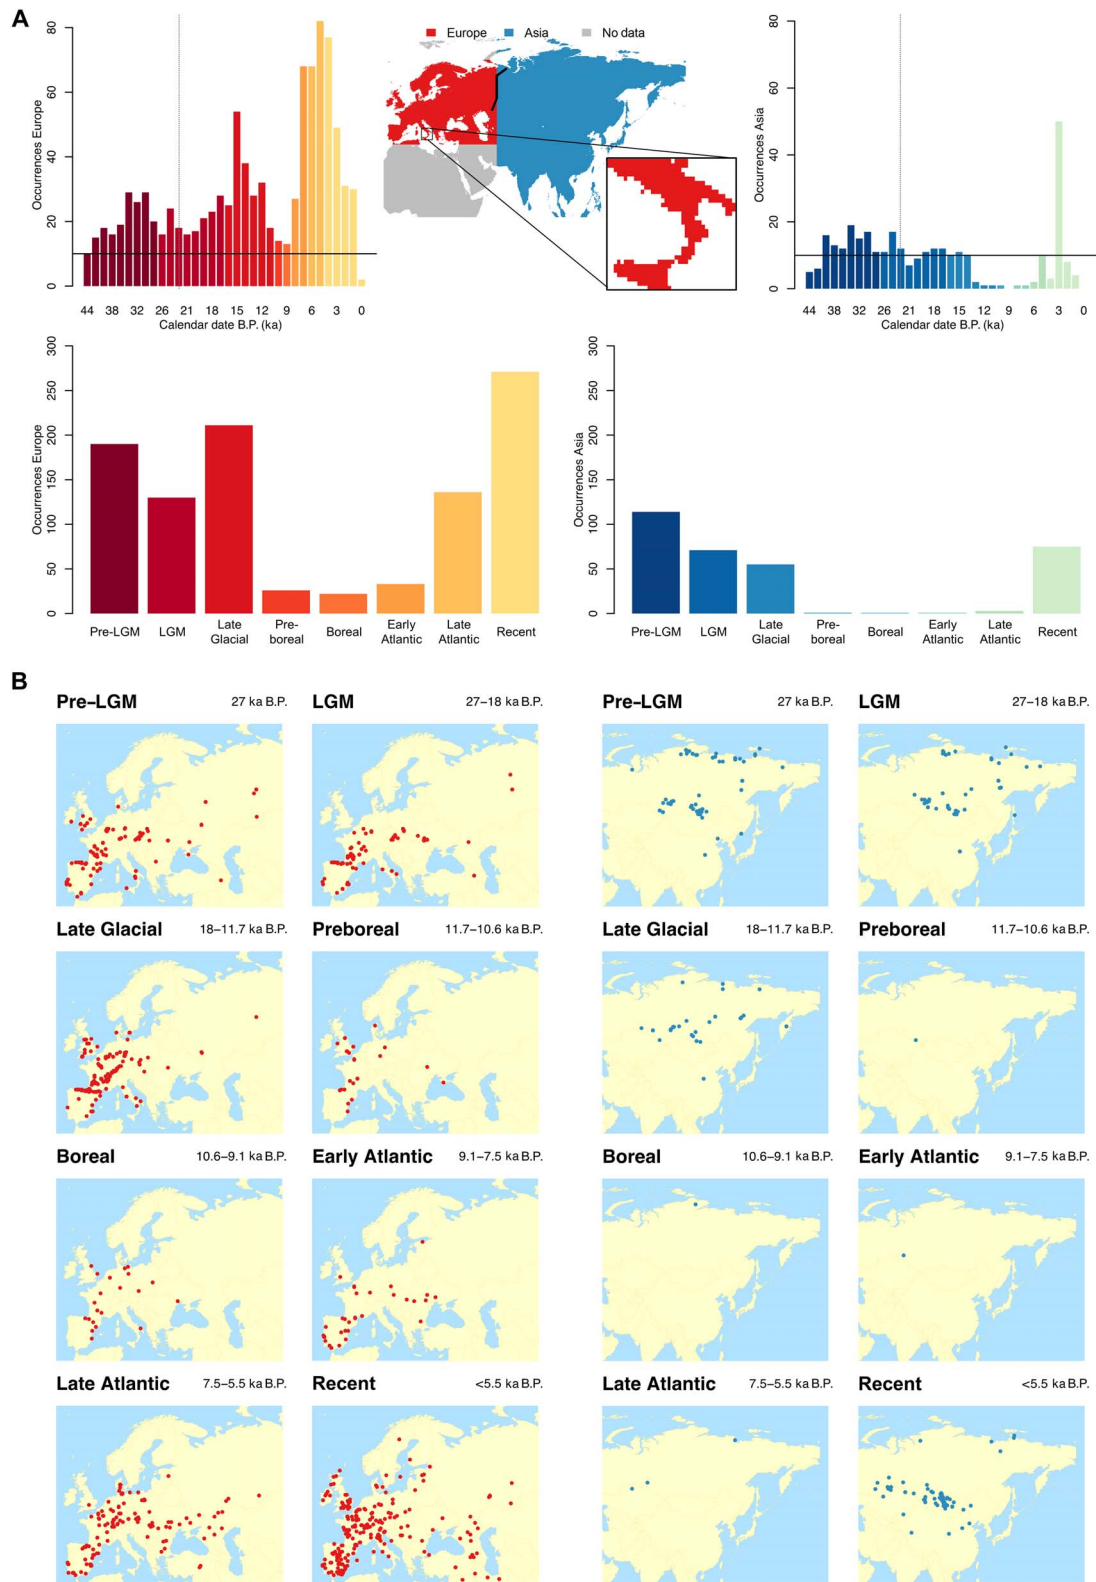 A
Occurrences Europe
80
60
40
20
0
44 38 32 26 21 18 15 12 9 6 3 0
Calendar date B.P. (ka)
Europe Asia No data
Occurrences Asia
80
60
40
20
0
44 38 32 26 21 18 15 12 9 6 3 0
Calendar date B.P. (ka)
Occurrences Europe
300
250
200
150
100
50
0
Pre-LGM LGM Late Glacial Pre-boreal Boreal Early Atlantic Late Atlantic Recent
Occurrences Asia
300
250
200
150
100
50
0
Pre-LGM LGM Late Glacial Pre-boreal Boreal Early Atlantic Late Atlantic Recent
B
Pre–LGM 27 ka B.P. LGM 27–18 ka B.P. Pre–LGM 27 ka B.P. LGM 27–18 ka B.P.
Late Glacial 18–11.7 ka B.P. Preboreal 11.7–10.6 ka B.P. Late Glacial 18–11.7 ka B.P. Preboreal 11.7–10.6 ka B.P.
Boreal 10.6–9.1 ka B.P. Early Atlantic 9.1–7.5 ka B.P. Boreal 10.6–9.1 ka B.P. Early Atlantic 9.1–7.5 ka B.P.
Late Atlantic 7.5–5.5 ka B.P. Recent <5.5 ka B.P. Late Atlantic 7.5–5.5 ka B.P. Recent <5.5 ka B.P.